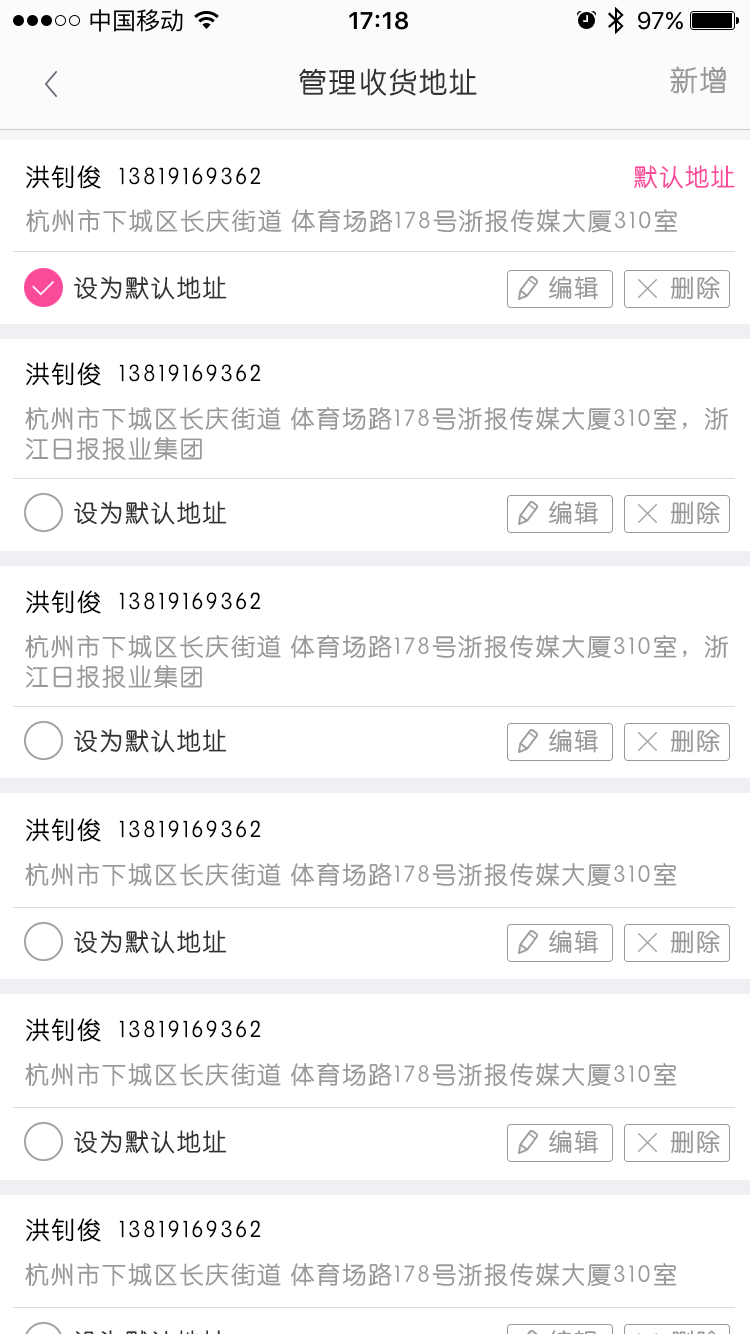 中国移动 17:18 97%
管理收货地址 新增
洪钊俊 13819169362 默认地址
杭州市下城区长庆街道 体育场路178号浙报传媒大厦310室
设为默认地址 编辑 删除
洪钊俊 13819169362
杭州市下城区长庆街道 体育场路178号浙报传媒大厦310室，浙
江日报报业集团
设为默认地址 编辑 删除
洪钊俊 13819169362
杭州市下城区长庆街道 体育场路178号浙报传媒大厦310室，浙
江日报报业集团
设为默认地址 编辑 删除
洪钊俊 13819169362
杭州市下城区长庆街道 体育场路178号浙报传媒大厦310室
设为默认地址 编辑 删除
洪钊俊 13819169362
杭州市下城区长庆街道 体育场路178号浙报传媒大厦310室
设为默认地址 编辑 删除
洪钊俊 13819169362
杭州市下城区长庆街道 体育场路178号浙报传媒大厦310室